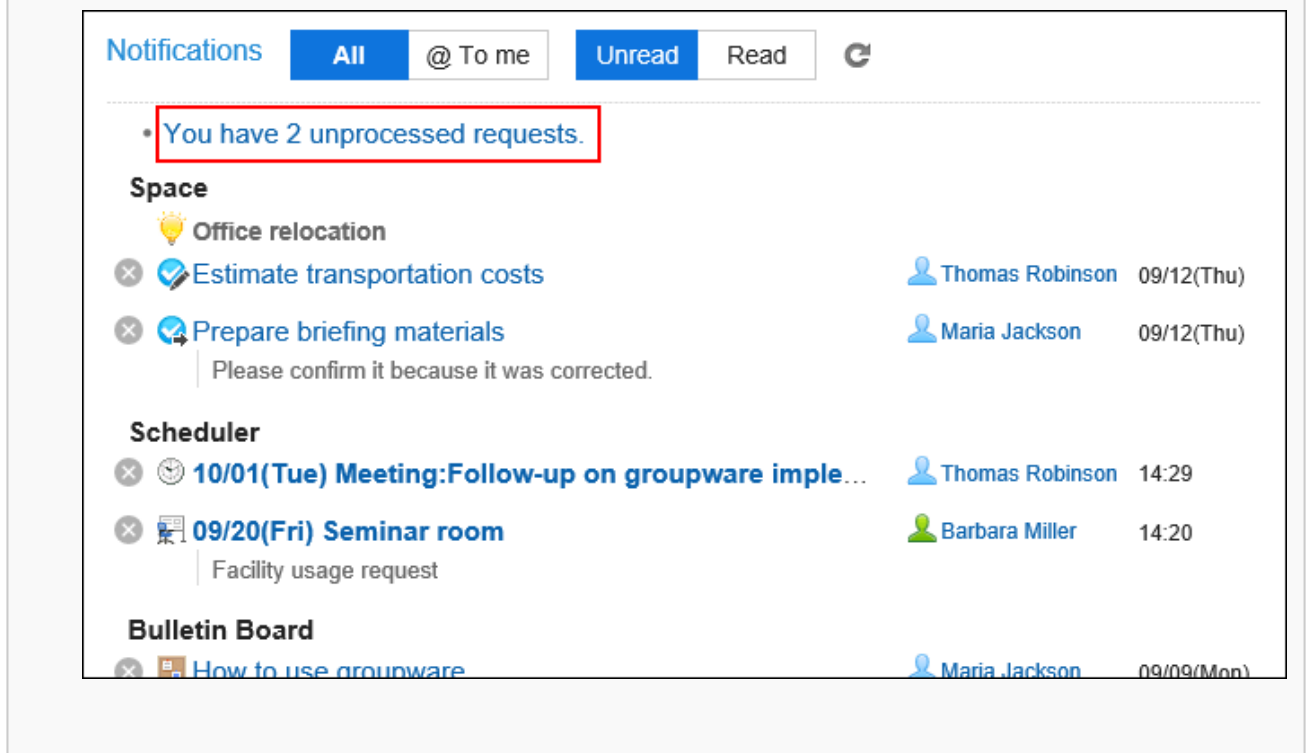 Notifications All @ To me Unread Read
• You have 2 unprocessed requests.
Space
Office relocation
Estimate transportation costs Thomas Robinson 09/12(Thu)
Prepare briefing materials Maria Jackson 09/12(Thu)
Please confirm it because it was corrected.
Scheduler
10/01(Tue) Meeting:Follow-up on groupware imple... Thomas Robinson 14:29
09/20(Fri) Seminar room Barbara Miller 14:20
Facility usage request
Bulletin Board
How to use groupware Maria Jackson 09/09(Mon)